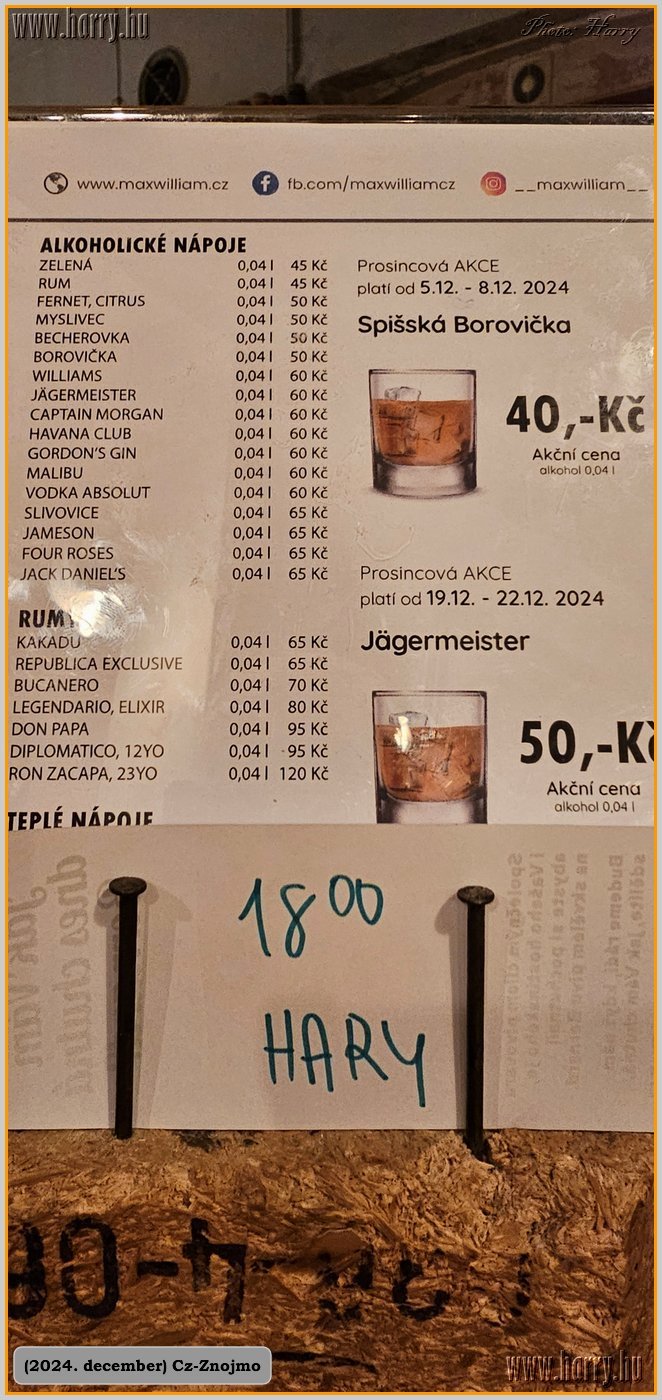 www.harry.hu
Photo: Harry
www.maxwilliam.cz fb.com/maxwilliamcz __maxwilliam__
ALKOHOLICKÉ NÁPOJE
ZELENÁ 0,04 l 45 Kč
RUM 0,04 l 45 Kč
FERNET, CITRUS 0,04 l 50 Kč
MYSLIVEC 0,04 l 50 Kč
BECHEROVKA 0,04 l 50 Kč
BOROVIČKA 0,04 l 50 Kč
WILLIAMS 0,04 l 60 Kč
JÄGERMEISTER 0,04 l 60 Kč
CAPTAIN MORGAN 0,04 l 60 Kč
HAVANA CLUB 0,04 l 60 Kč
GORDON'S GIN 0,04 l 60 Kč
MALIBU 0,04 l 60 Kč
VODKA ABSOLUT 0,04 l 60 Kč
SLIVOVICE 0,04 l 65 Kč
JAMESON 0,04 l 65 Kč
FOUR ROSES 0,04 l 65 Kč
JACK DANIEL'S 0,04 l 65 Kč
RUMY
KAKADU 0,04 l 65 Kč
REPUBLICA EXCLUSIVE 0,04 l 65 Kč
BUCANERO 0,04 l 70 Kč
LEGENDARIO, ELIXIR 0,04 l 80 Kč
DON PAPA 0,04 l 95 Kč
DIPLOMATICO, 12YO 0,04 l 95 Kč
RON ZACAPA, 23YO 0,04 l 120 Kč
TEPLÉ NÁPOJE
Prosincová AKCE
platí od 5.12. - 8.12. 2024
Spišská Borovička
40,-Kč
Akční cena
alkohol 0,04 l
Prosincová AKCE
platí od 19.12. - 22.12. 2024
Jägermeister
50,-Kč
Akční cena
alkohol 0,04 l
18 00
HARY
(2024. december) Cz-Znojmo
www.harry.hu